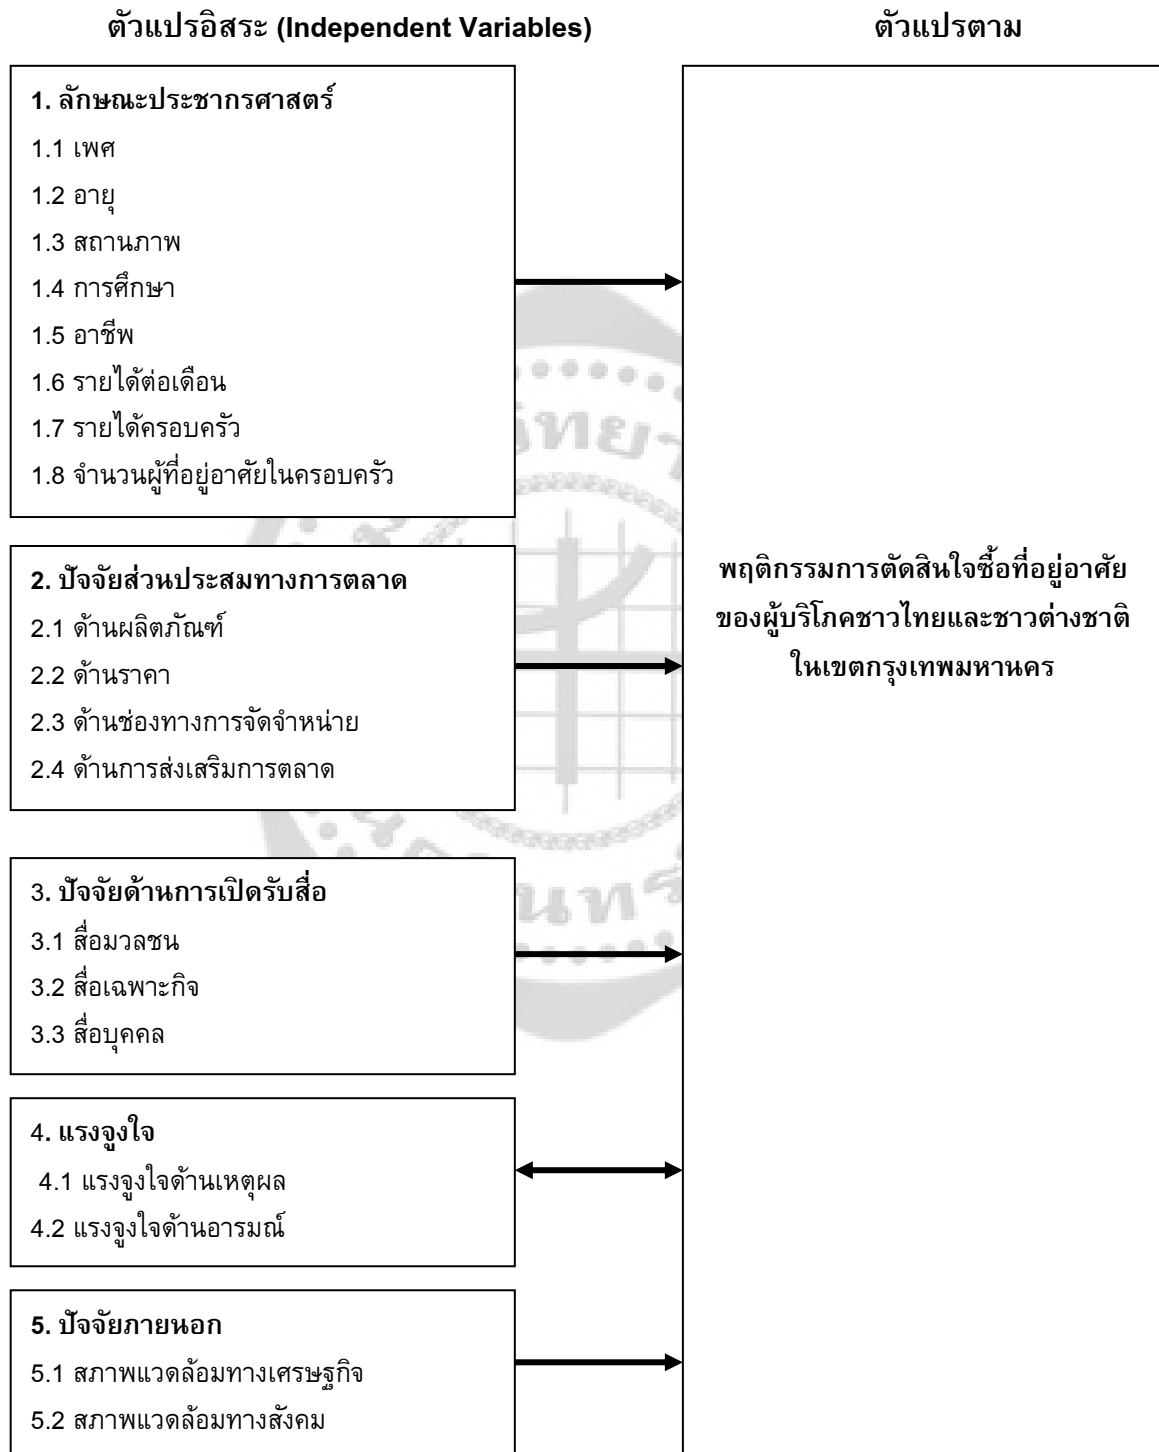 ตัวแปรอิสระ (Independent Variables)
ตัวแปรตาม
1. ลักษณะประชากรศาสตร์
1.1 เพศ
1.2 อายุ
1.3 สถานภาพ
1.4 การศึกษา
1.5 อาชีพ
1.6 รายได้ต่อเดือน
1.7 รายได้ครอบครัว
1.8 จำนวนผู้ที่อยู่อาศัยในครอบครัว
2. ปัจจัยส่วนประสมทางการตลาด
2.1 ด้านผลิตภัณฑ์
2.2 ด้านราคา
2.3 ด้านช่องทางการจัดจำหน่าย
2.4 ด้านการส่งเสริมการตลาด
3. ปัจจัยด้านการเปิดรับสื่อ
3.1 สื่อมวลชน
3.2 สื่อเฉพาะกิจ
3.3 สื่อบุคคล
4. แรงจูงใจ
4.1 แรงจูงใจด้านเหตุผล
4.2 แรงจูงใจด้านอารมณ์
5. ปัจจัยภายนอก
5.1 สภาพแวดล้อมทางเศรษฐกิจ
5.2 สภาพแวดล้อมทางสังคม
พฤติกรรมการตัดสินใจซื้อที่อยู่อาศัย
ของผู้บริโภคชาวไทยและชาวต่างชาติ
ในเขตกรุงเทพมหานคร